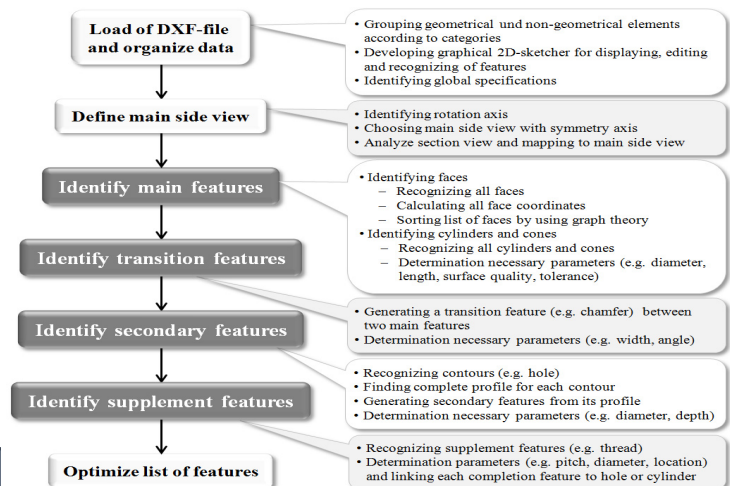 Load of DXF-file
and organize data
• Grouping geometrical und non-geometrical elements
according to categories
• Developing graphical 2D-sketcher for displaying, editing
and recognizing of features
• Identifying global specifications
Define main side view
• Identifying rotation axis
• Choosing main side view with symmetry axis
• Analyze section view and mapping to main side view
Identify main features
• Identifying faces
– Recognizing all faces
– Calculating all face coordinates
– Sorting list of faces by using graph theory
• Identifying cylinders and cones
– Recognizing all cylinders and cones
– Determination necessary parameters (e.g. diameter,
length, surface quality, tolerance)
Identify transition features
• Generating a transition feature (e.g. chamfer) between
two main features
• Determination necessary parameters (e.g. width, angle)
Identify secondary features
• Recognizing contours (e.g. hole)
• Finding complete profile for each contour
• Generating secondary features from its profile
• Determination necessary parameters (e.g. diameter, depth)
Identify supplement features
• Recognizing supplement features (e.g. thread)
• Determination parameters (e.g. pitch, diameter, location)
and linking each completion feature to hole or cylinder
Optimize list of features